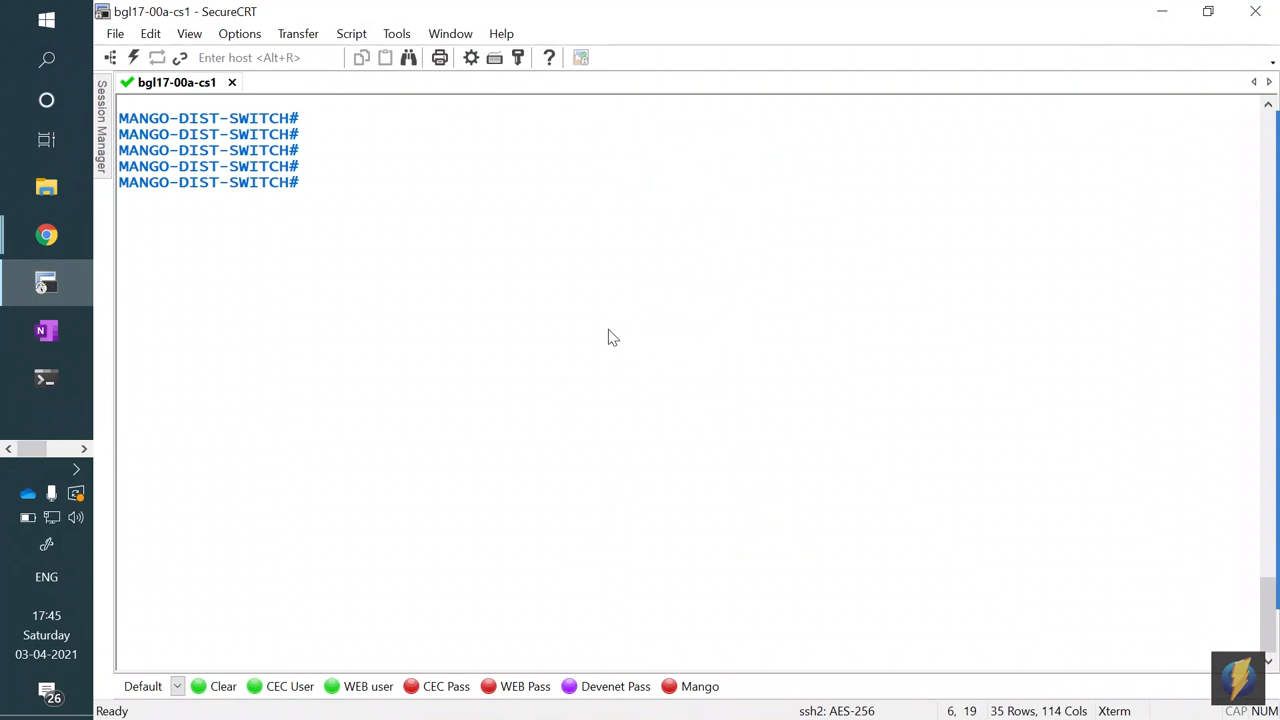 bgl17-00a-cs1 - SecureCRT
File Edit View Options Transfer Script Tools Window Help
Enter host <Alt+R>
bgl17-00a-cs1
Session Manager
MANGO-DIST-SWITCH#
MANGO-DIST-SWITCH#
MANGO-DIST-SWITCH#
MANGO-DIST-SWITCH#
MANGO-DIST-SWITCH#
N
ENG
17:45
Saturday
03-04-2021
26
Default Clear CEC User WEB user CEC Pass WEB Pass Devenet Pass Mango
Ready ssh2: AES-256 6, 19 35 Rows, 114 Cols Xterm CAP NUM